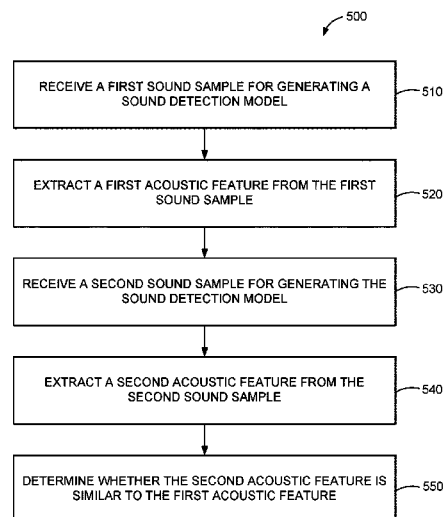 500
RECEIVE A FIRST SOUND SAMPLE FOR GENERATING A
SOUND DETECTION MODEL
510
EXTRACT A FIRST ACOUSTIC FEATURE FROM THE FIRST
SOUND SAMPLE
520
RECEIVE A SECOND SOUND SAMPLE FOR GENERATING THE
SOUND DETECTION MODEL
530
EXTRACT A SECOND ACOUSTIC FEATURE FROM THE
SECOND SOUND SAMPLE
540
DETERMINE WHETHER THE SECOND ACOUSTIC FEATURE IS
SIMILAR TO THE FIRST ACOUSTIC FEATURE
550